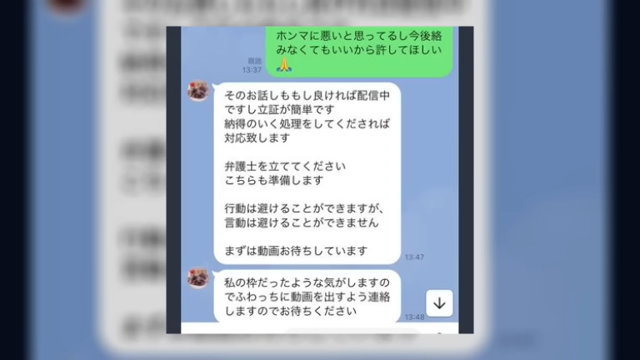 ホンマに悪いと思ってるし今後絡
みなくてもいいから許してほしい
🙏
既読
13:37
そのお話しももし良ければ配信中
ですし立証が簡単です
納得のいく処理をしてくだされば
対応致します
弁護士を立ててください
こちらも準備します
行動は避けることができますが、
言動は避けることができません
まずは動画お待ちしています
13:47
私の枠だったような気がしますの
でふわっちに動画を出すよう連絡
しますのでお待ちください
13:48